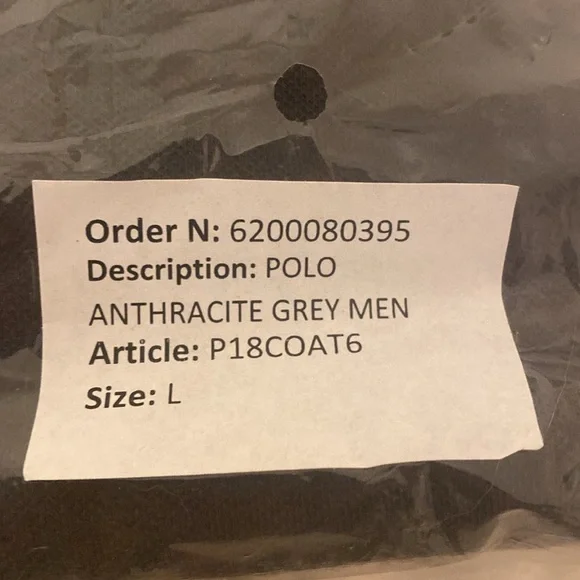 Order N: 6200080395
Description: POLO
ANTHRACITE GREY MEN
Article: P18COAT6
Size: L